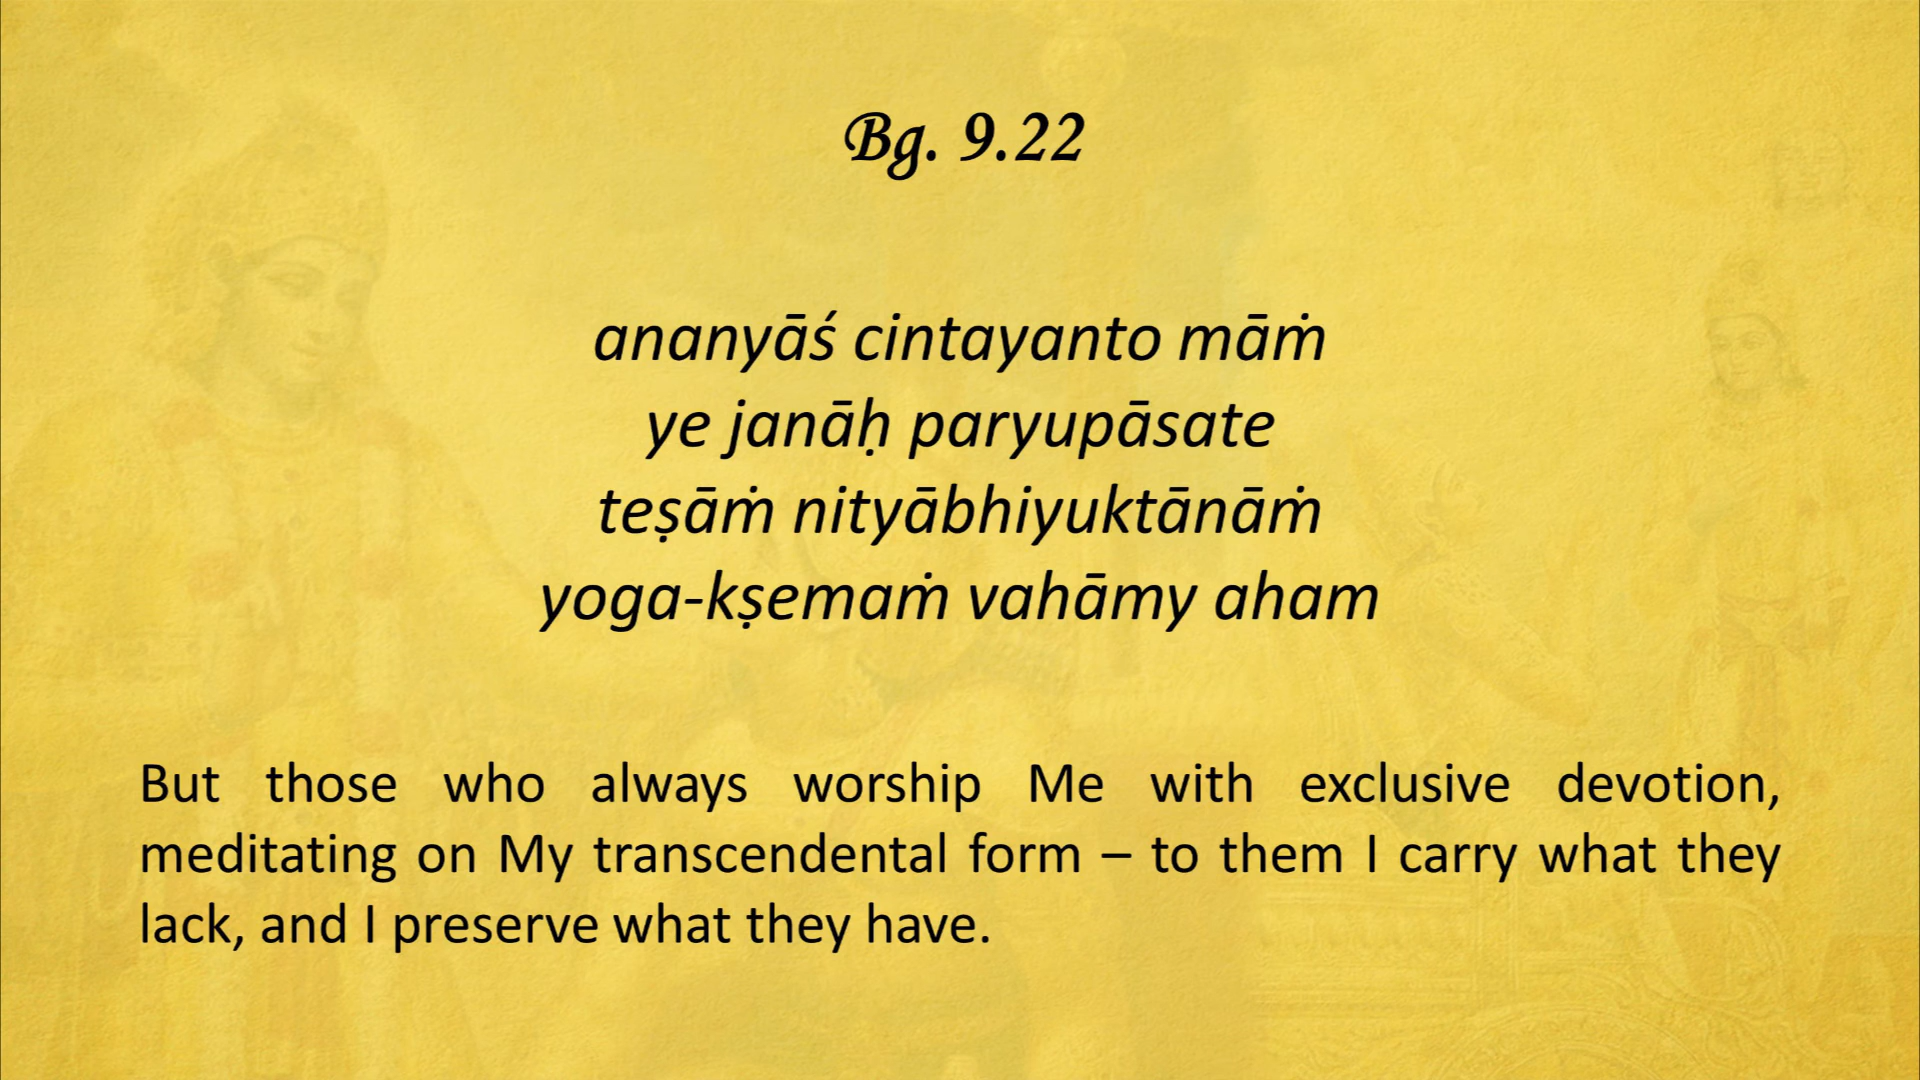 Bg. 9.22
ananyāś cintayanto māṁ
ye janāḥ paryupāsate
teṣāṁ nityābhiyuktānāṁ
yoga-kṣemaṁ vahāmy aham
But those who always worship Me with exclusive devotion,
meditating on My transcendental form – to them I carry what they
lack, and I preserve what they have.